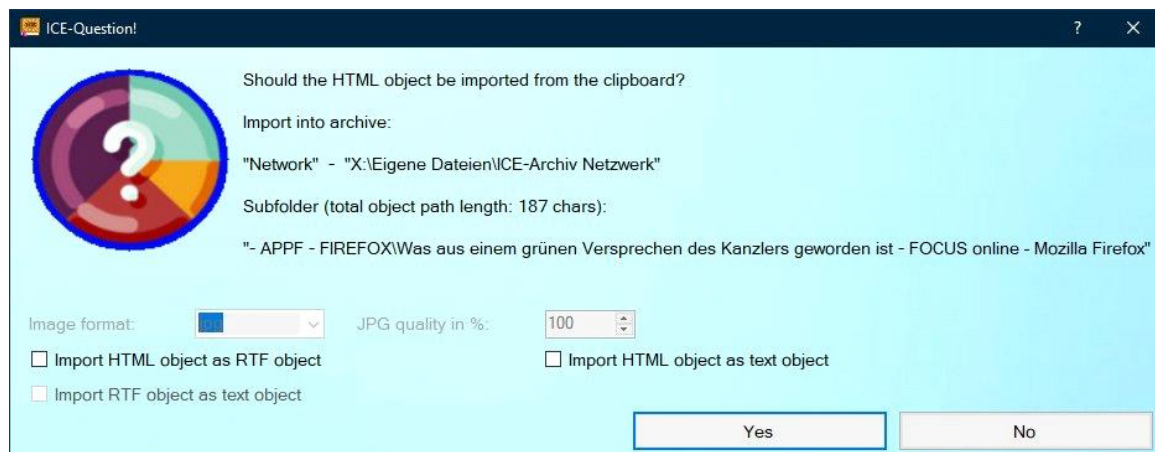 ICE-Question!
Should the HTML object be imported from the clipboard?
Import into archive:
"Network" - "X:\Eigene Dateien\ICE-Archiv Netzwerk"
Subfolder (total object path length: 187 chars):
"- APPF - FIREFOX\Was aus einem grünen Versprechen des Kanzlers geworden ist - FOCUS online - Mozilla Firefox"
Image format: jpg JPG quality in %: 100
Import HTML object as RTF object Import HTML object as text object
Import RTF object as text object
Yes No